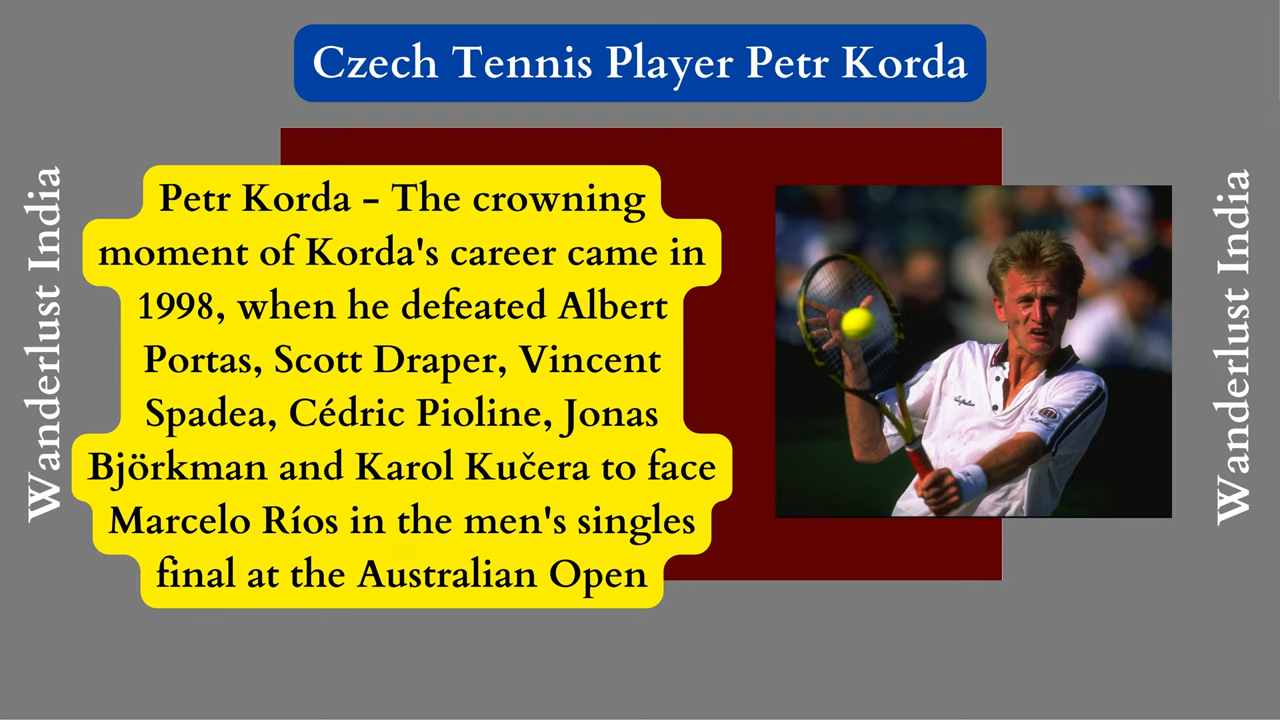 Czech Tennis Player Petr Korda
Wanderlust India
Petr Korda - The crowning
moment of Korda's career came in
1998, when he defeated Albert
Portas, Scott Draper, Vincent
Spadea, Cédric Pioline, Jonas
Björkman and Karol Kučera to face
Marcelo Ríos in the men's singles
final at the Australian Open
Wanderlust India